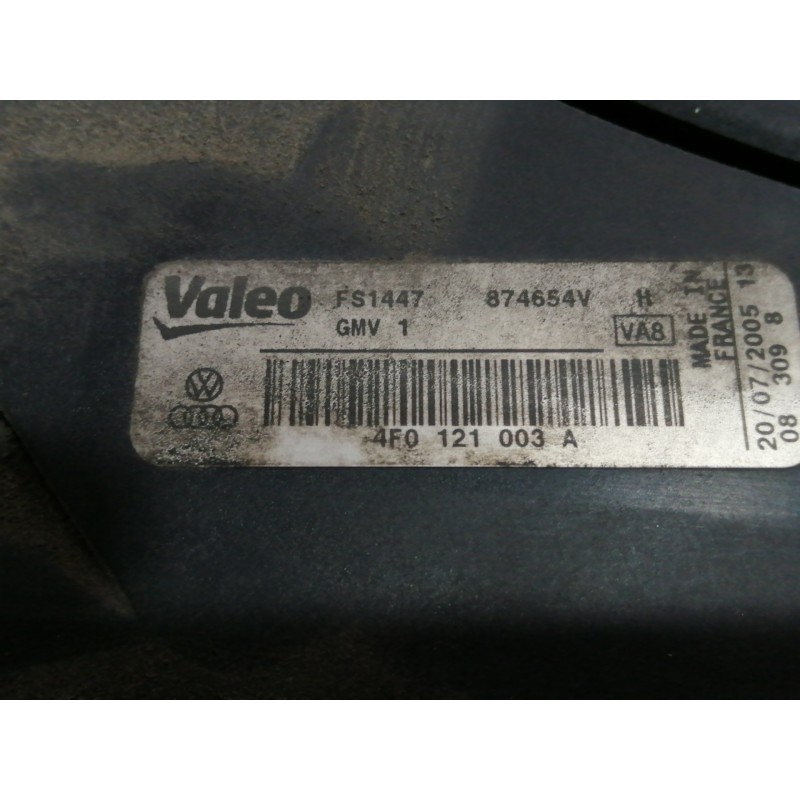 Valeo FS1447 874654V H
GMV 1 VA8
4F0 121 003 A
MADE IN
FRANCE
20/07/2005 13
08 309 8